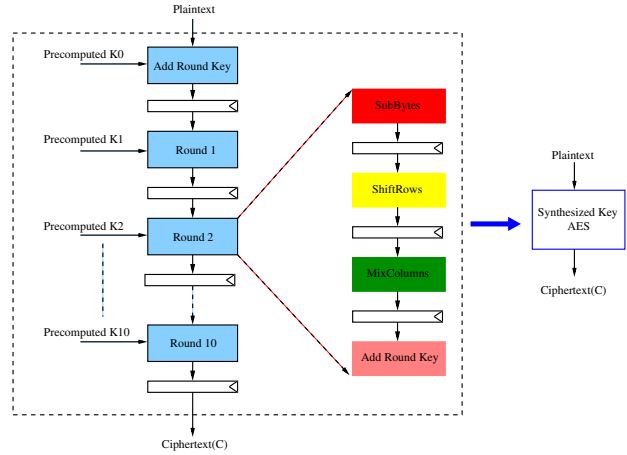 Plaintext
Precomputed K0
Add Round Key
Precomputed K1
Round 1
Precomputed K2
Round 2
Precomputed K10
Round 10
Ciphertext(C)
SubBytes
ShiftRows
MixColumns
Add Round Key
Plaintext
Synthesized Key
AES
Ciphertext(C)